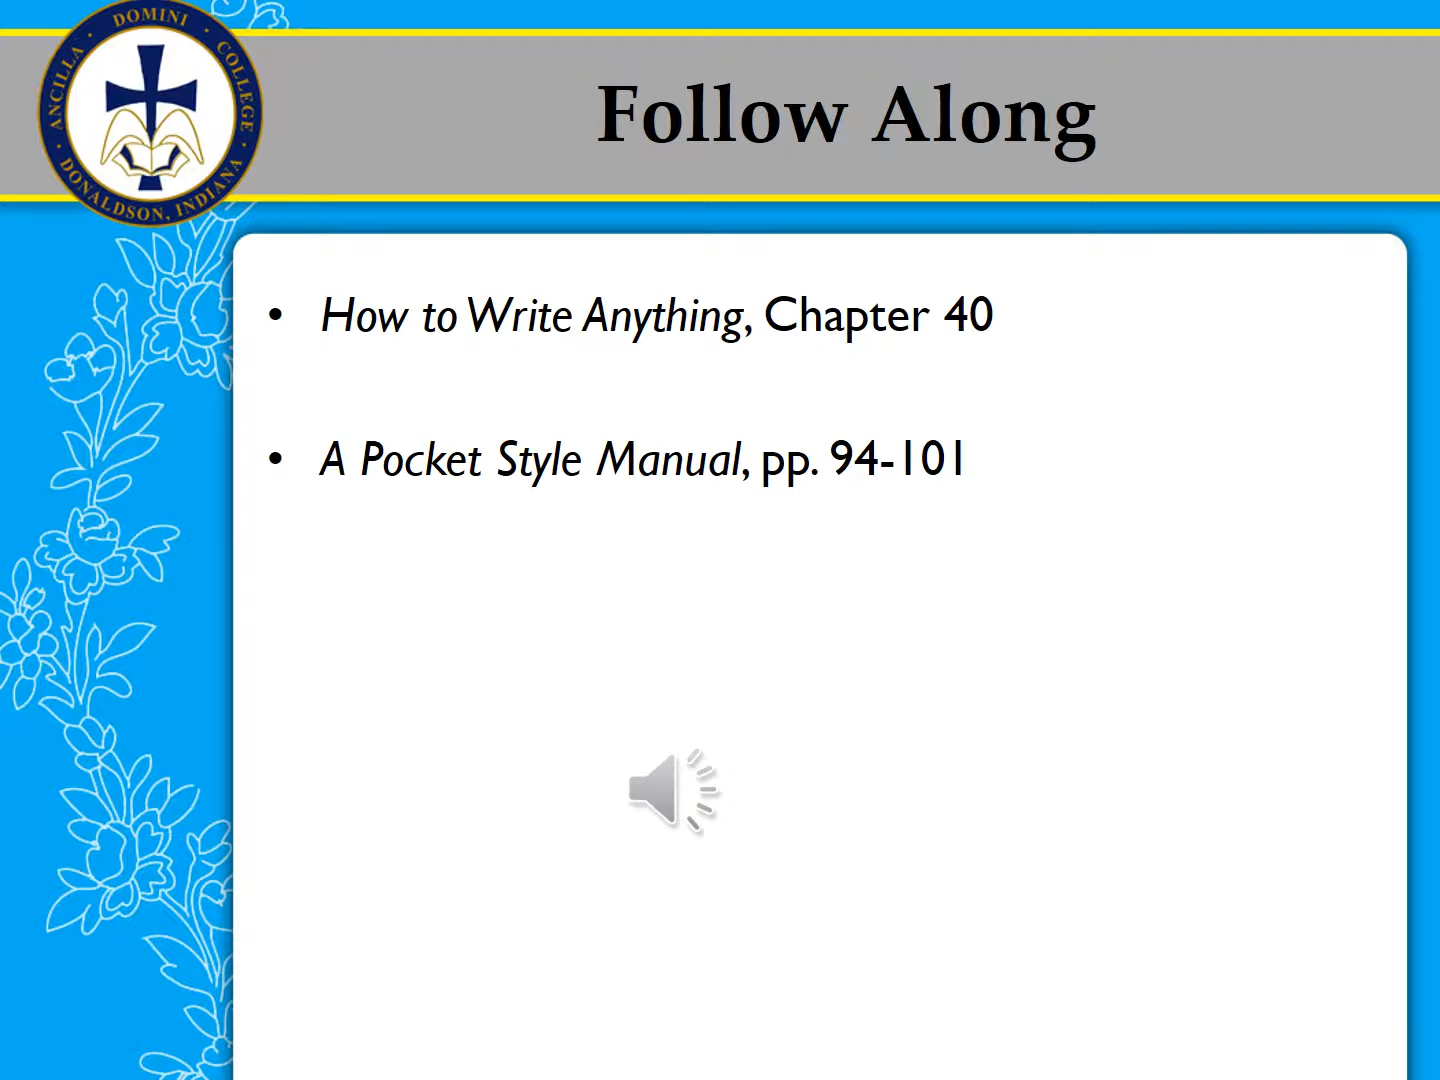 ANCILLA · DOMINI · COLLEGE
· DONALDSON, INDIANA ·
Follow Along
• How to Write Anything, Chapter 40
• A Pocket Style Manual, pp. 94-101